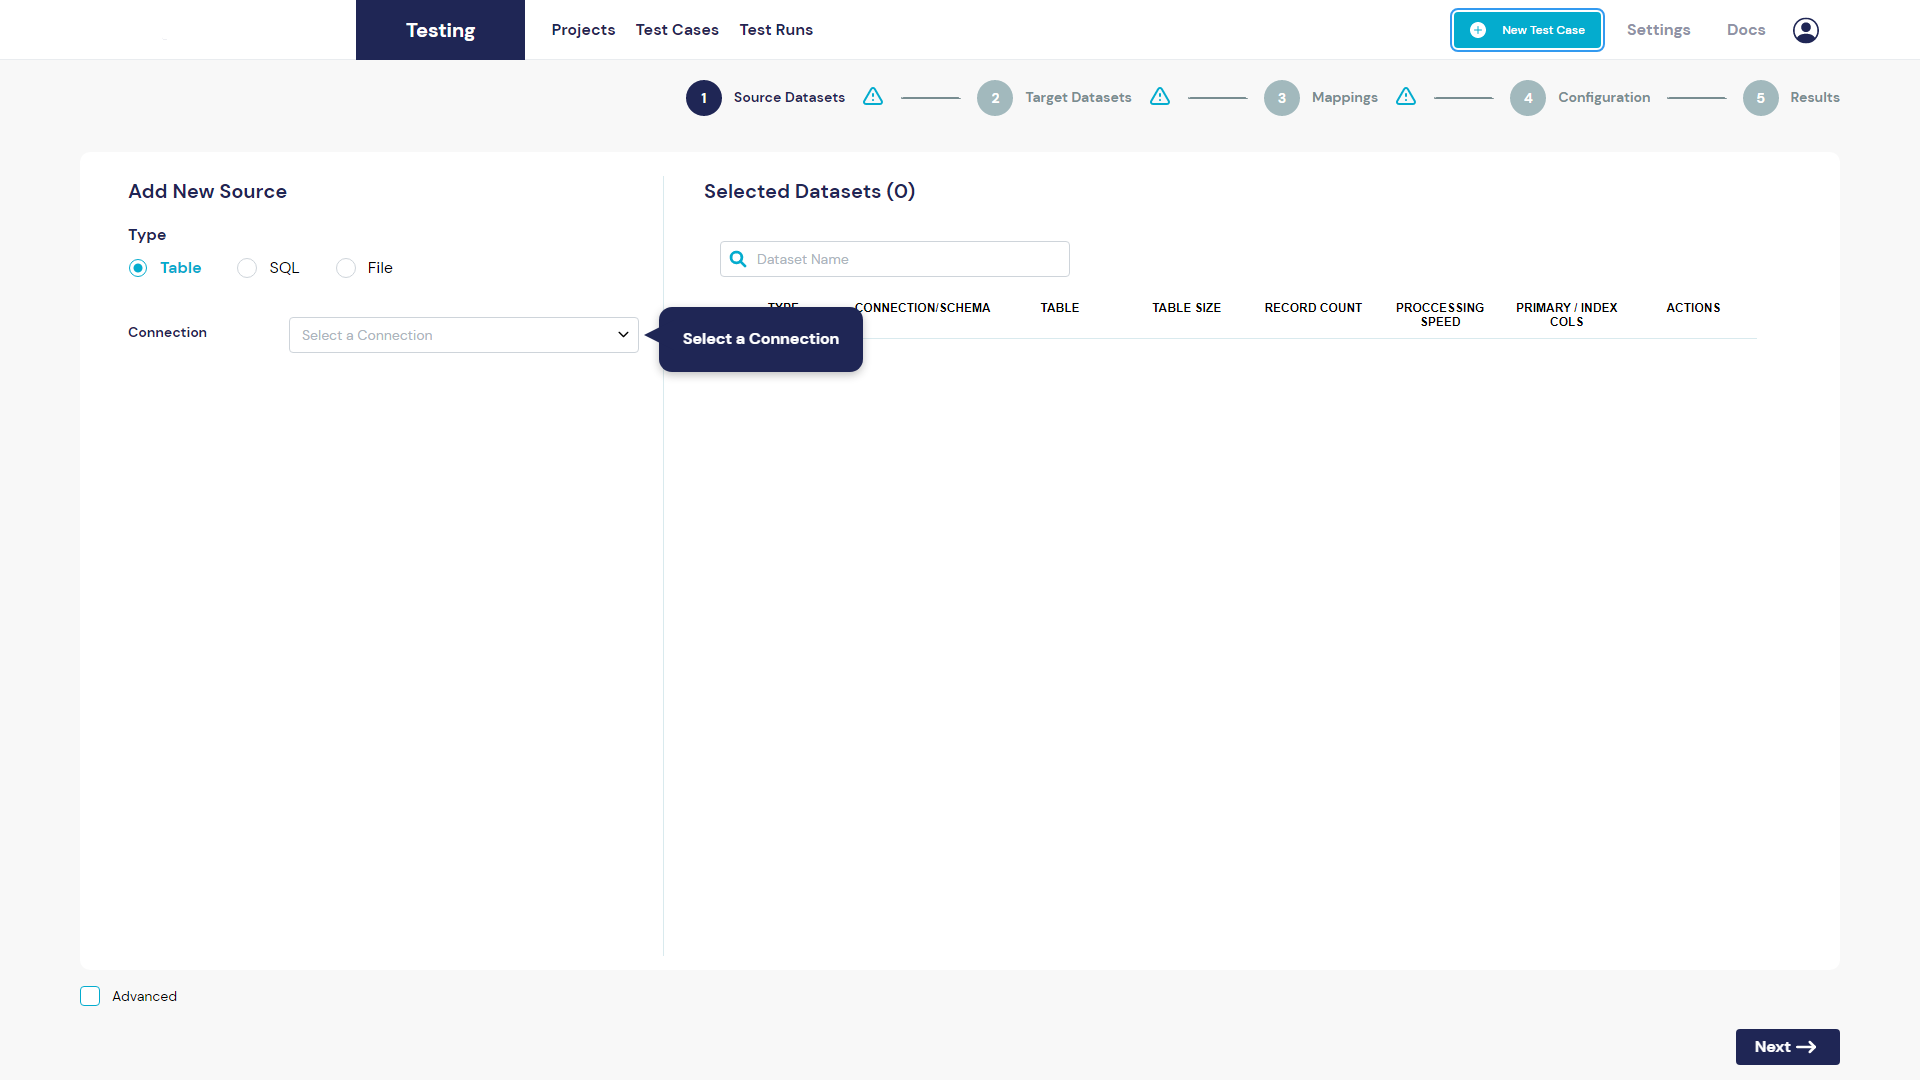 Testing
Projects
Test Cases
Test Runs
New Test Case
Settings
Docs
1
Source Datasets
2
Target Datasets
3
Mappings
4
Configuration
5
Results
Add New Source
Type
Table
SQL
File
Connection
Select a Connection
Select a Connection
Selected Datasets (0)
Dataset Name
TYPE
CONNECTION/SCHEMA
TABLE
TABLE SIZE
RECORD COUNT
PROCCESSING
SPEED
PRIMARY / INDEX
COLS
ACTIONS
Advanced
Next